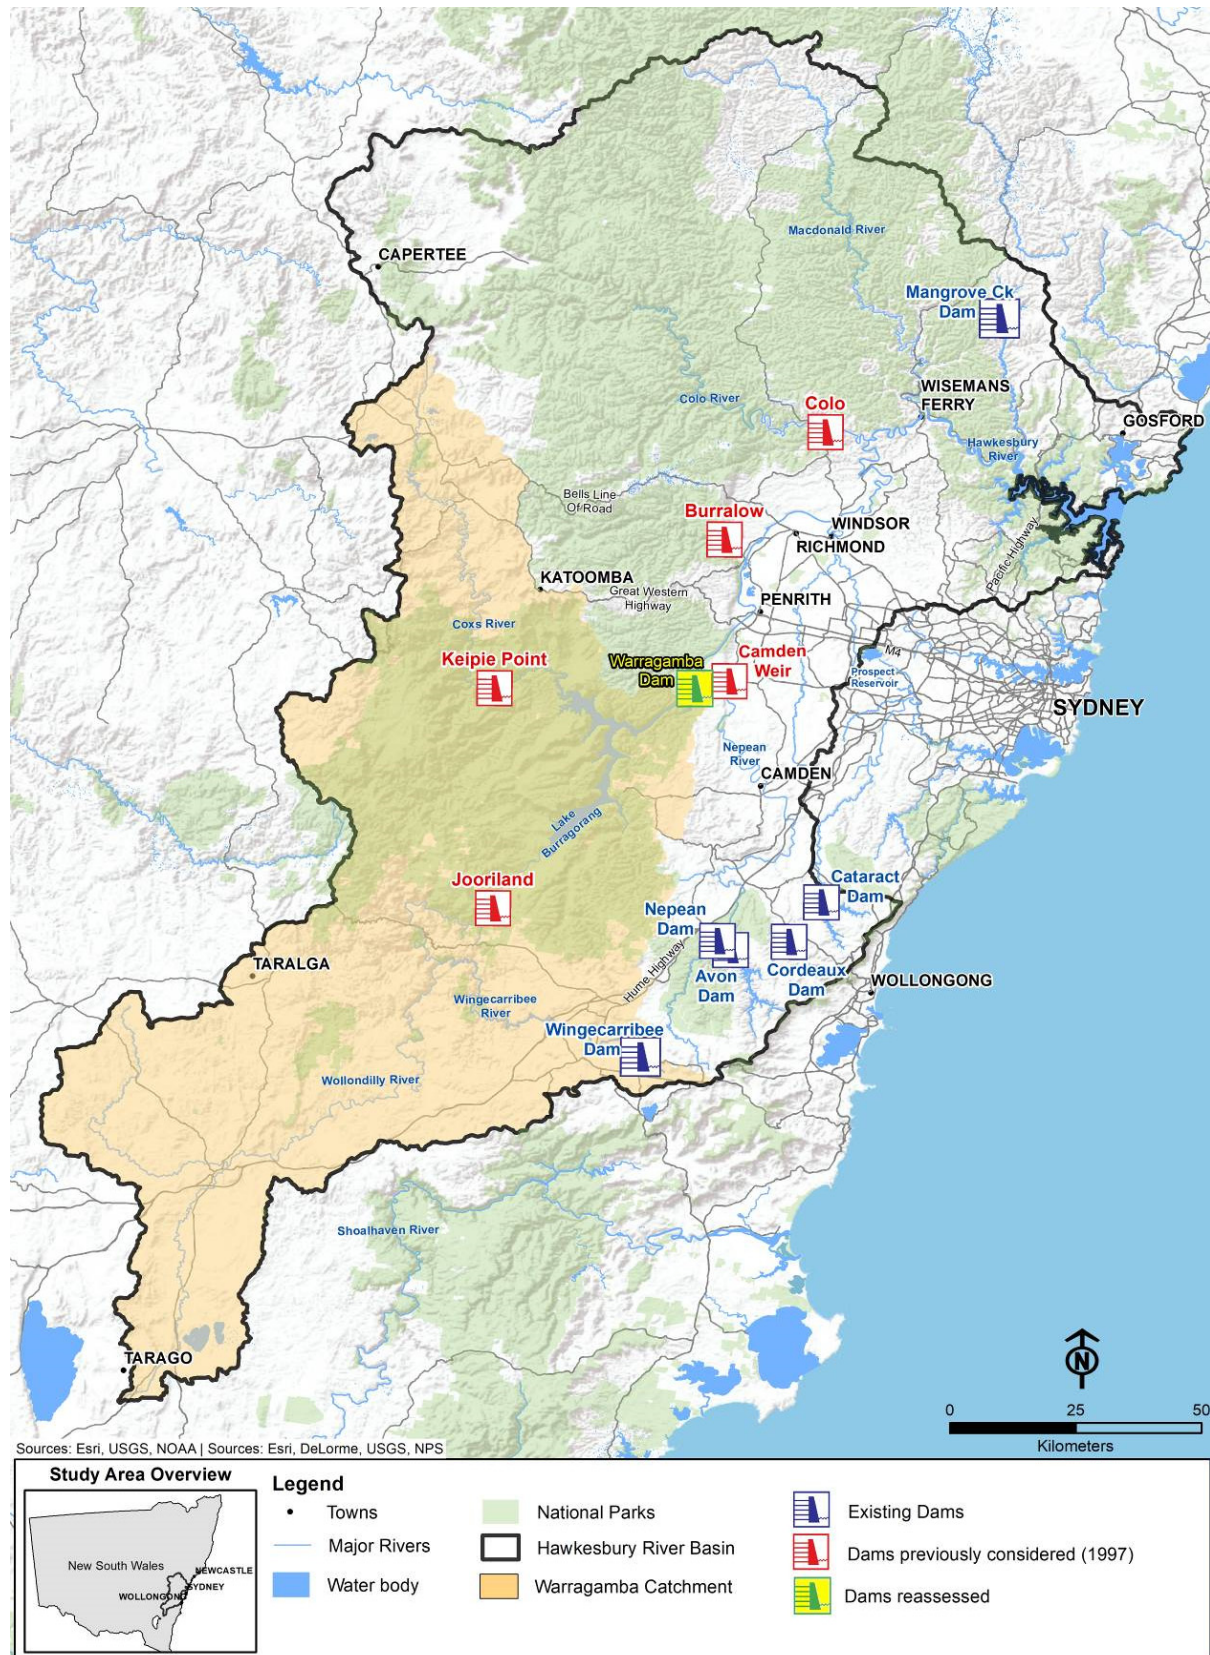 Macdonald River
CAPERTEE
Mangrove Ck
Dam
WISEMANS
FERRY
Colo River
Colo
GOSFORD
Hawkesbury
River
Bells Line
Of Road
Burralow
WINDSOR
RICHMOND
Pacific Highway
KATOOMBA
Great Western
Highway
PENRITH
Coxs River
M4
Keipie Point
Warragamba
Dam
Camden
Weir
Prospect
Reservoir
SYDNEY
Nepean
River
CAMDEN
Lake
Burragorang
Jooriland
Cataract
Dam
Nepean
Dam
Hume Highway
Avon
Dam
Cordeaux
Dam
TARALGA
WOLLONGONG
Wingecarribee
River
Wingecarribee
Dam
Wollondilly River
Shoalhaven River
TARAGO
N
0 25 50
Kilometers
Sources: Esri, USGS, NOAA | Sources: Esri, DeLorme, USGS, NPS
Study Area Overview
New South Wales
NEWCASTLE
SYDNEY
WOLLONGONG
Legend
Towns
Major Rivers
Water body
National Parks
Hawkesbury River Basin
Warragamba Catchment
Existing Dams
Dams previously considered (1997)
Dams reassessed